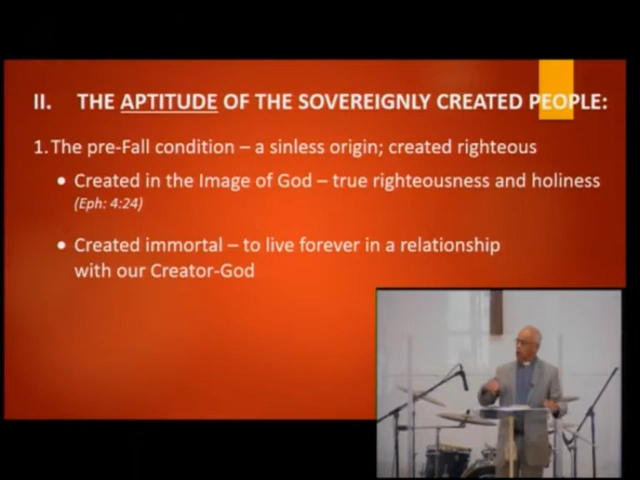 II. THE APTITUDE OF THE SOVEREIGNLY CREATED PEOPLE:
1. The pre-Fall condition – a sinless origin; created righteous
• Created in the Image of God – true righteousness and holiness
(Eph: 4:24)
• Created immortal – to live forever in a relationship
with our Creator-God